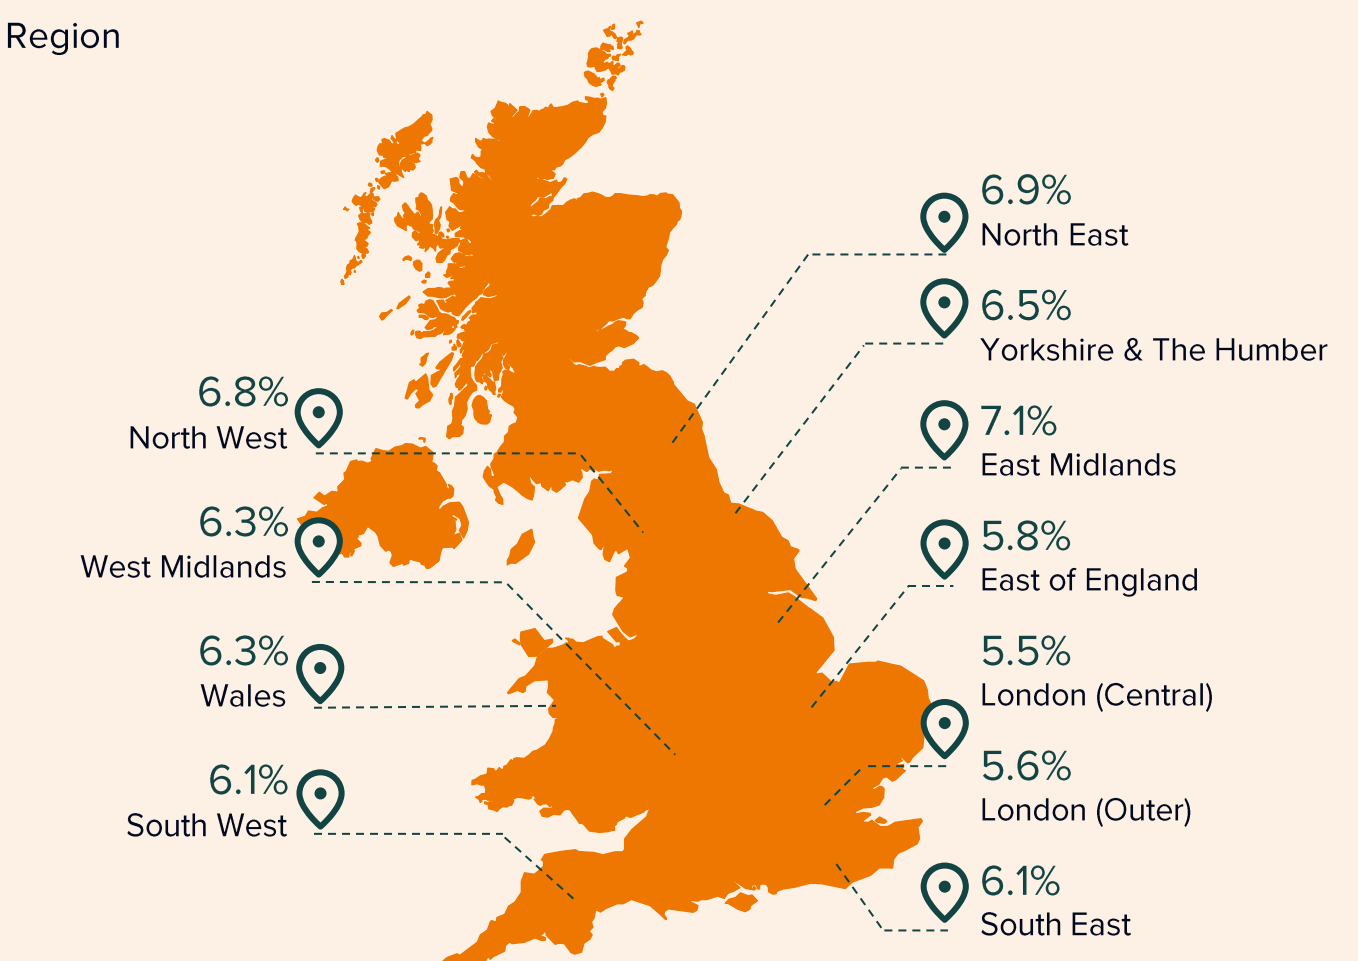 Region
6.8%
North West
6.3%
West Midlands
6.3%
Wales
6.1%
South West
6.9%
North East
6.5%
Yorkshire & The Humber
7.1%
East Midlands
5.8%
East of England
5.5%
London (Central)
5.6%
London (Outer)
6.1%
South East